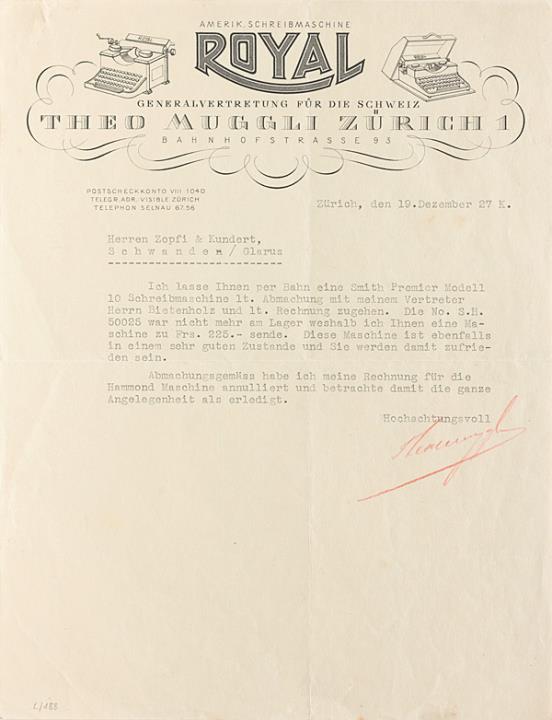 AMERIK. SCHREIBMASCHINE
ROYAL
GENERALVERTRETUNG FÜR DIE SCHWEIZ
THEO MUGGLI ZÜRICH 1
BAHNHOFSTRASSE 93
POSTSCHECKKONTO VIII 1040
TELEGR. ADR. VISIBLE ZÜRICH
TELEPHON SELNAU 67.56
Zürich, den 19.Dezember 27 K.
Herren Zopfi & Kundert,
S c h w a n d e n / Glarus
Ich lasse Ihnen per Bahn eine Smith Premier Modell
10 Schreibmaschine lt. Abmachung mit meinem Vertreter
Herrn Bietenholz und lt. Rechnung zugehen. Die No. S.H.
50025 war nicht mehr am Lager weshalb ich Ihnen eine Ma-
schine zu Frs. 225.- sende. Diese Maschine ist ebenfalls
in einem sehr guten Zustande und Sie werden damit zufrie-
den sein.
Abmachungsgemäss habe ich meine Rechnung für die
Hammond Maschine annulliert und betrachte damit die ganze
Angelegenheit als erledigt.
Hochachtungsvoll
L/188